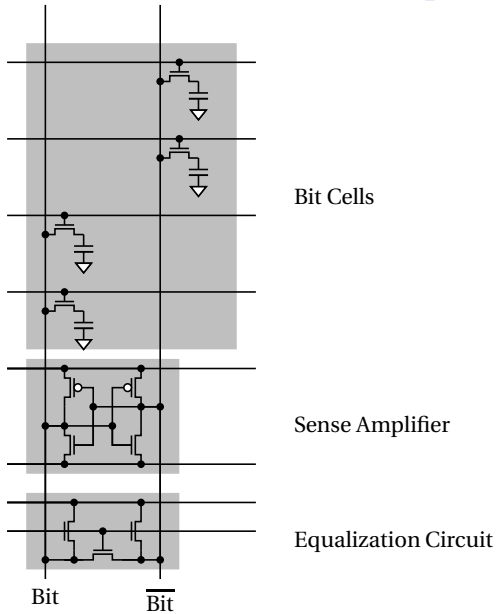 Bit Cells
Sense Amplifier
Equalization Circuit
Bit
Bit